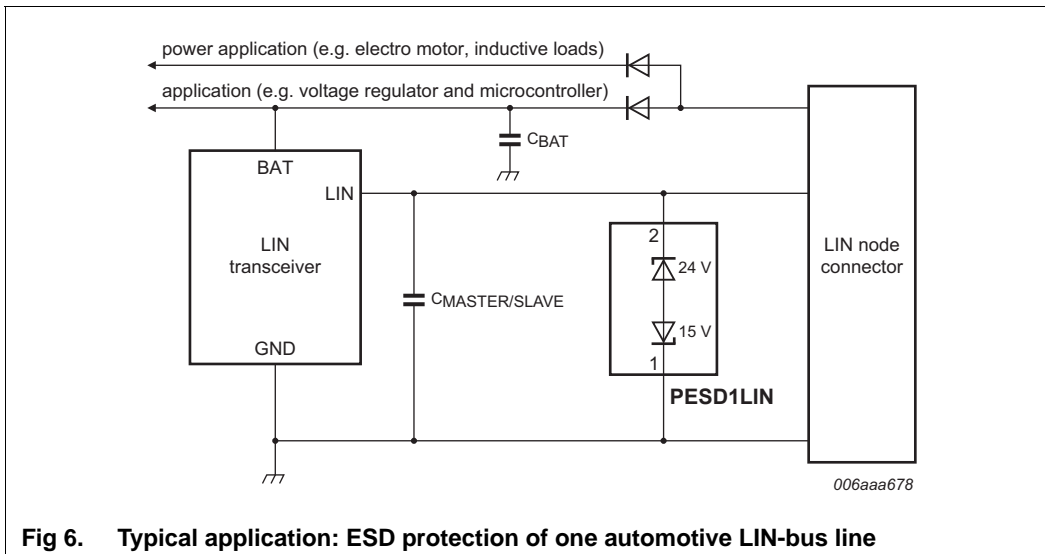 power application (e.g. electro motor, inductive loads)
application (e.g. voltage regulator and microcontroller)
CBAT
BAT
LIN
LIN
transceiver
GND
CMASTER/SLAVE
2
24 V
15 V
1
PESD1LIN
LIN node
connector
006aaa678
Fig 6. Typical application: ESD protection of one automotive LIN-bus line